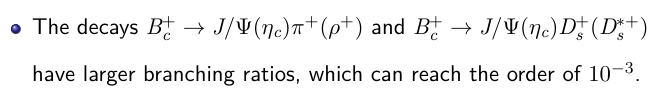 The decays $B_c^+ \to J/\Psi(\eta_c)\pi^+(\rho^+)$ and $B_c^+ \to J/\Psi(\eta_c)D_s^+(D_s^{*+})$
have larger branching ratios, which can reach the order of $10^{-3}$.